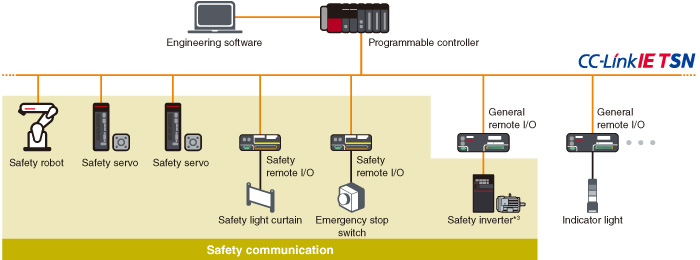 Engineering software
Programmable controller
CC-Link IE TSN
General
remote I/O
General
remote I/O
Safety robot
Safety servo
Safety servo
Safety
remote I/O
Safety
remote I/O
Safety light curtain
Emergency stop
switch
Safety inverter*3
Indicator light
Safety communication